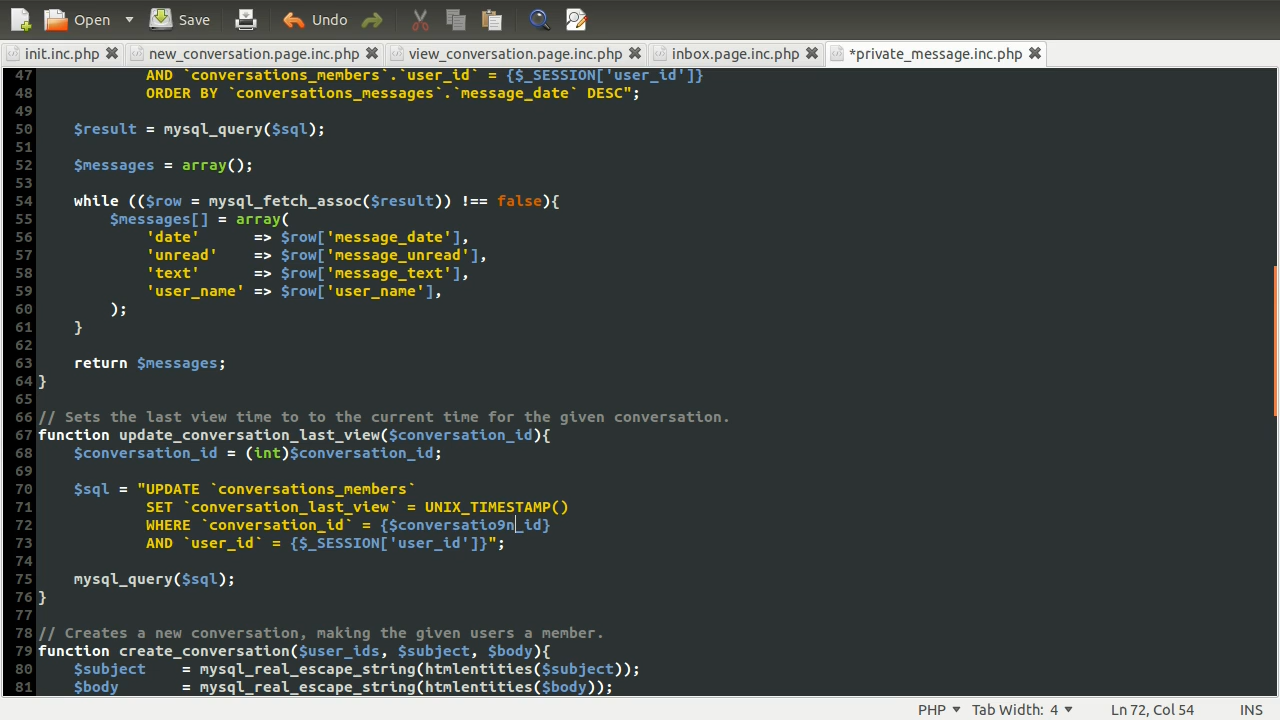 Open Save Undo
init.inc.php new_conversation.page.inc.php view_conversation.page.inc.php inbox.page.inc.php *private_message.inc.php
47 AND `conversations_members`.`user_id` = {$_SESSION['user_id']}
48 ORDER BY `conversations_messages`.`message_date` DESC";
49
50 $result = mysql_query($sql);
51
52 $messages = array();
53
54 while (($row = mysql_fetch_assoc($result)) !== false){
55 $messages[] = array(
56 'date' => $row['message_date'],
57 'unread' => $row['message_unread'],
58 'text' => $row['message_text'],
59 'user_name' => $row['user_name'],
60 );
61 }
62
63 return $messages;
64 }
65
66 // Sets the last view time to to the current time for the given conversation.
67 function update_conversation_last_view($conversation_id){
68 $conversation_id = (int)$conversation_id;
69
70 $sql = "UPDATE `conversations_members`
71 SET `conversation_last_view` = UNIX_TIMESTAMP()
72 WHERE `conversation_id` = {$conversatio9n_id}
73 AND `user_id` = {$_SESSION['user_id']}";
74
75 mysql_query($sql);
76 }
77
78 // Creates a new conversation, making the given users a member.
79 function create_conversation($user_ids, $subject, $body){
80 $subject = mysql_real_escape_string(htmlentities($subject));
81 $body = mysql_real_escape_string(htmlentities($body));
PHP Tab Width: 4 Ln 72, Col 54 INS